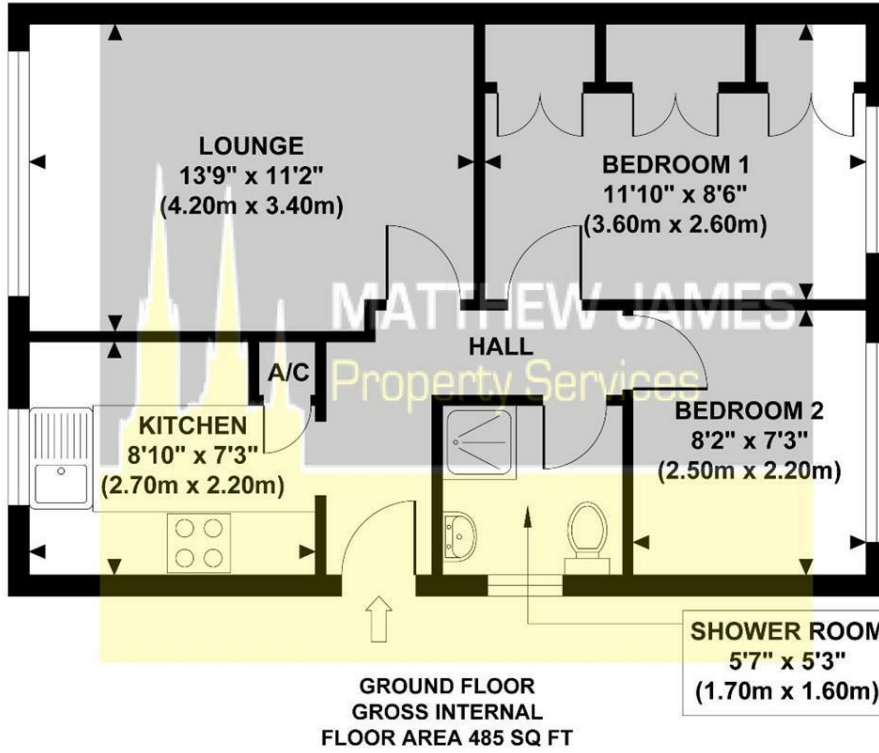 LOUNGE
13'9" x 11'2"
(4.20m x 3.40m)
BEDROOM 1
11'10" x 8'6"
(3.60m x 2.60m)
MATTHEW JAMES
Property Services
HALL
A/C
KITCHEN
8'10" x 7'3"
(2.70m x 2.20m)
BEDROOM 2
8'2" x 7'3"
(2.50m x 2.20m)
SHOWER ROOM
5'7" x 5'3"
(1.70m x 1.60m)
GROUND FLOOR
GROSS INTERNAL
FLOOR AREA 485 SQ FT